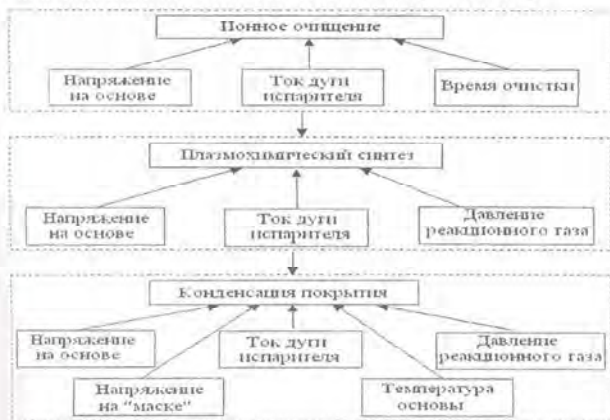 Ионное очищение
Напряжение
на основе
Ток дуги
испарителя
Время очистки
Плазмохимический синтез
Напряжение
на основе
Ток дуги
испарителя
Давление
реакционного газа
Конденсация покрытия
Напряжение
на основе
Ток дуги
испарителя
Давление
реакционного газа
Напряжение
на "маске"
Температура
основы